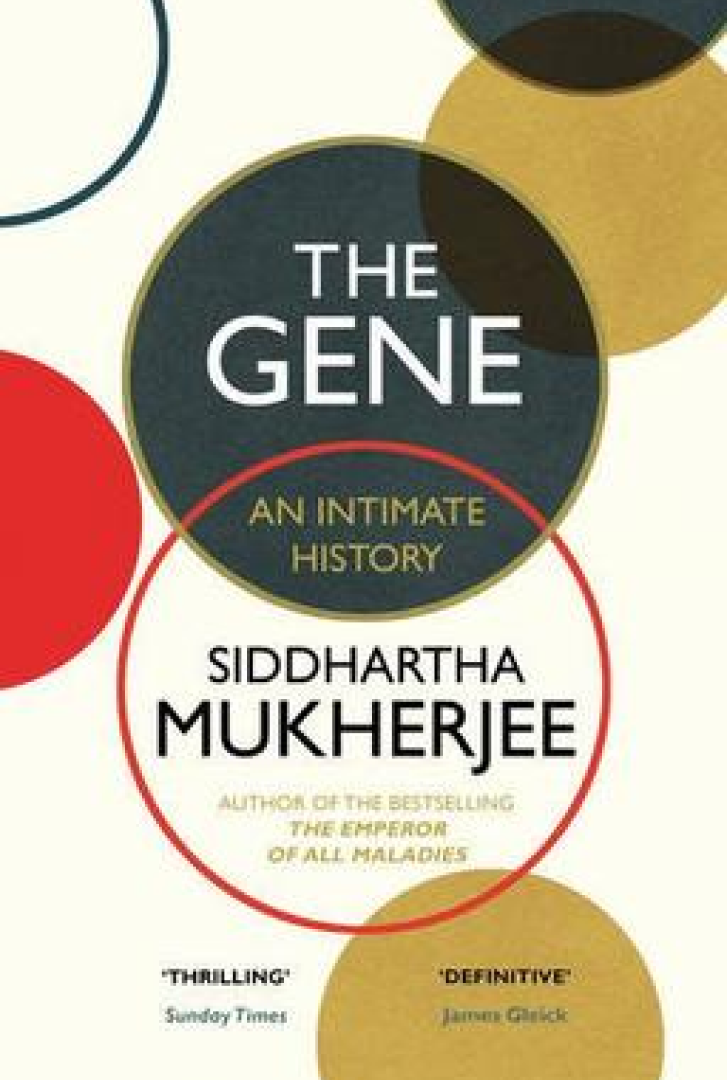 THE
GENE
AN INTIMATE
HISTORY
SIDDHARTHA
MUKHERJEE
AUTHOR OF THE BESTSELLING
THE EMPEROR
OF ALL MALADIES
'THRILLING'
Sunday Times
'DEFINITIVE'
James Gleick